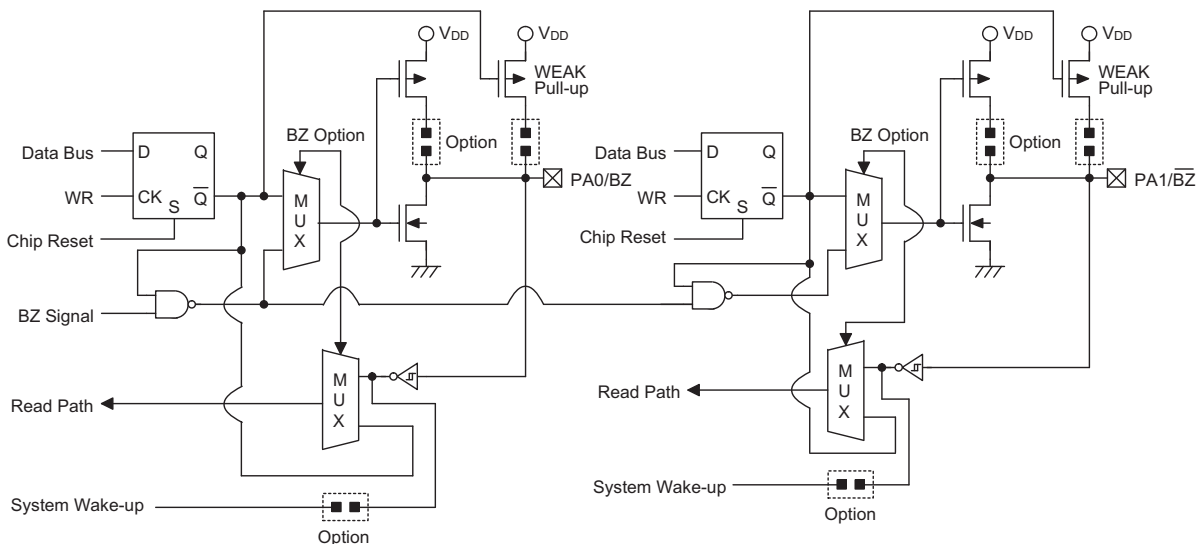 VDD
VDD
WEAK
Pull-up
BZ Option
Option
Data Bus
D
Q
WR
CK
S
Q̅
M
U
X
PA0/BZ
Chip Reset
BZ Signal
M
U
X
Read Path
System Wake-up
Option
VDD
VDD
WEAK
Pull-up
BZ Option
Option
Data Bus
D
Q
WR
CK
S
Q̅
M
U
X
PA1/B̅Z̅
Chip Reset
M
U
X
Read Path
System Wake-up
Option